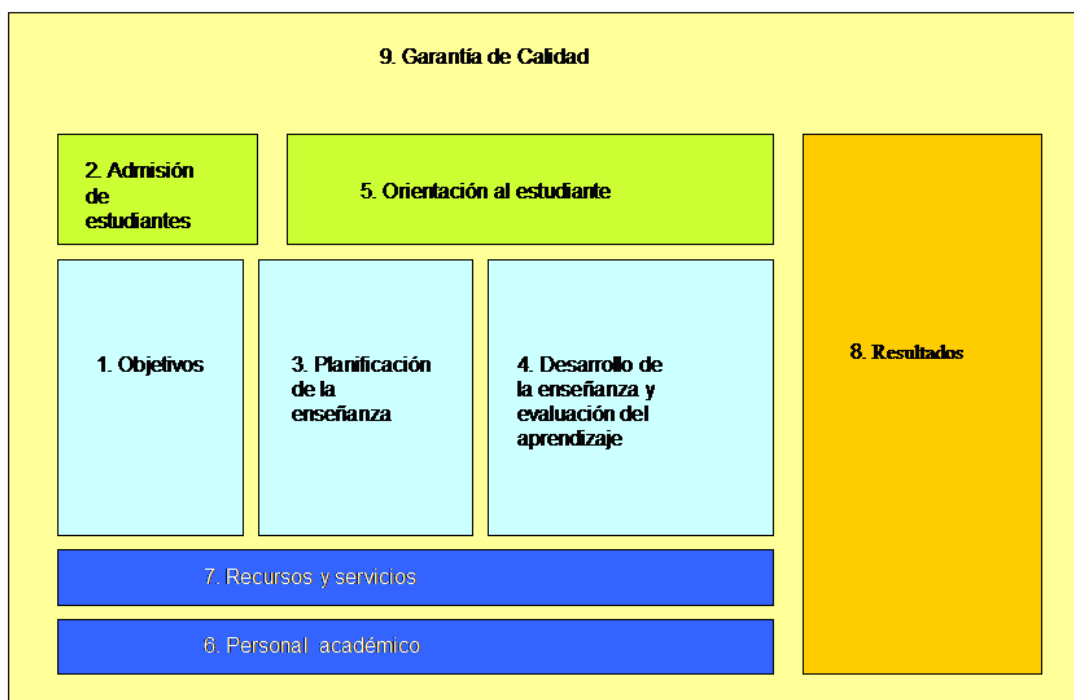 9. Garantía de Calidad
2. Admisión
de
estudiantes
5. Orientación al estudiante
1. Objetivos
3. Planificación
de la
enseñanza
4. Desarrollo de
la enseñanza y
evaluación del
aprendizaje
8. Resultados
7. Recursos y servicios
6. Personal académico